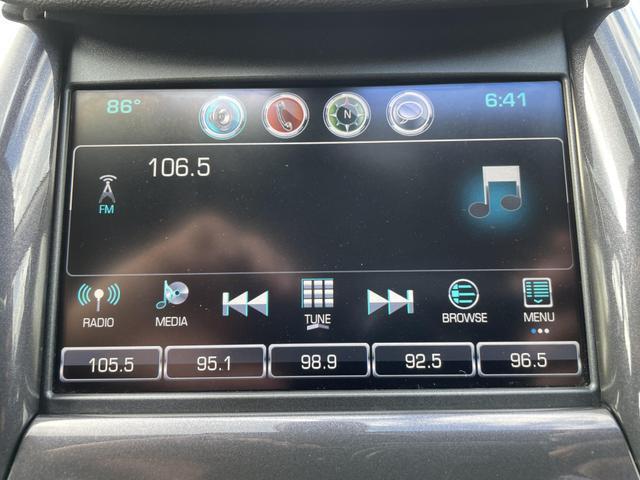 86° N 6:41
106.5
FM
RADIO MEDIA TUNE BROWSE MENU
105.5 95.1 98.9 92.5 96.5